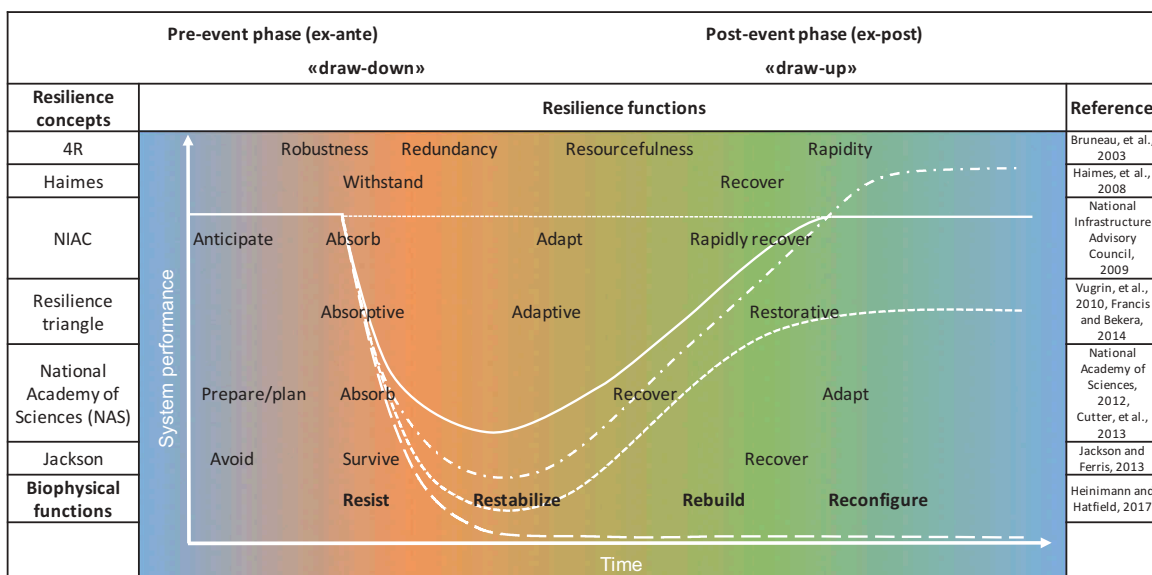 Pre-event phase (ex-ante) Post-event phase (ex-post)
«draw-down» «draw-up»
Resilience concepts Resilience functions Reference
4R Robustness Redundancy Resourcefulness Rapidity Bruneau, et al., 2003
Haimes Withstand Recover Haimes, et al., 2008
NIAC Anticipate Absorb Adapt Rapidly recover National Infrastructure Advisory Council, 2009
Resilience triangle Absorptive Adaptive Restorative Vugrin, et al., 2010, Francis and Bekera, 2014
National Academy of Sciences (NAS) Prepare/plan Absorb Recover Adapt National Academy of Sciences, 2012, Cutter, et al., 2013
Jackson Avoid Survive Recover Jackson and Ferris, 2013
Biophysical functions Resist Restabilize Rebuild Reconfigure Heinimann and Hatfield, 2017
System performance
Time